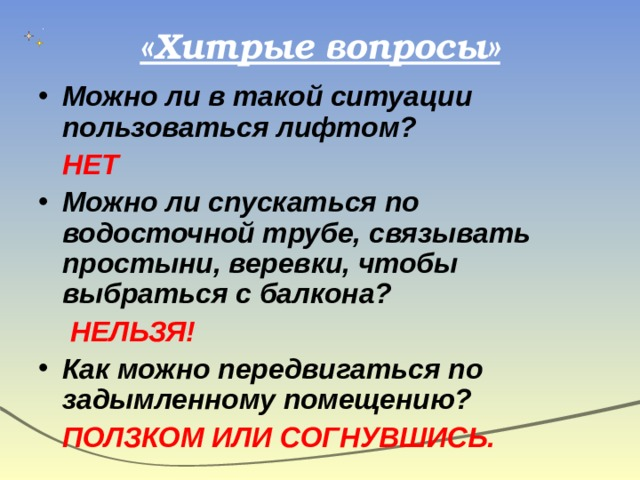 «Хитрые вопросы»
• Можно ли в такой ситуации
пользоваться лифтом?
НЕТ
• Можно ли спускаться по
водосточной трубе, связывать
простыни, веревки, чтобы
выбраться с балкона?
НЕЛЬЗЯ!
• Как можно передвигаться по
задымленному помещению?
ПОЛЗКОМ ИЛИ СОГНУВШИСЬ.